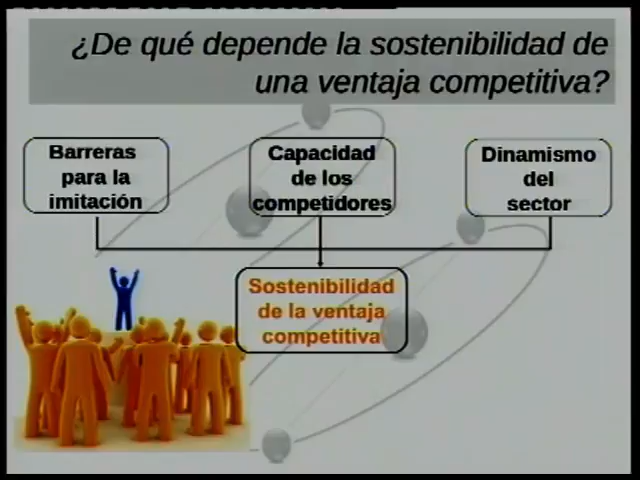 ¿De qué depende la sostenibilidad de
una ventaja competitiva?
Barreras
para la
imitación
Capacidad
de los
competidores
Dinamismo
del
sector
Sostenibilidad
de la ventaja
competitiva